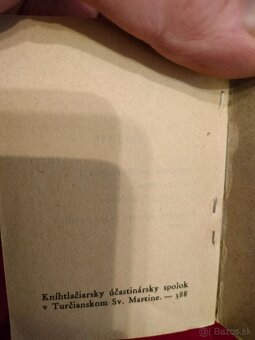 Kníhtlačiarsky účastinársky spolok
v Turčianskom Sv. Martine. — 388
Bazos.sk